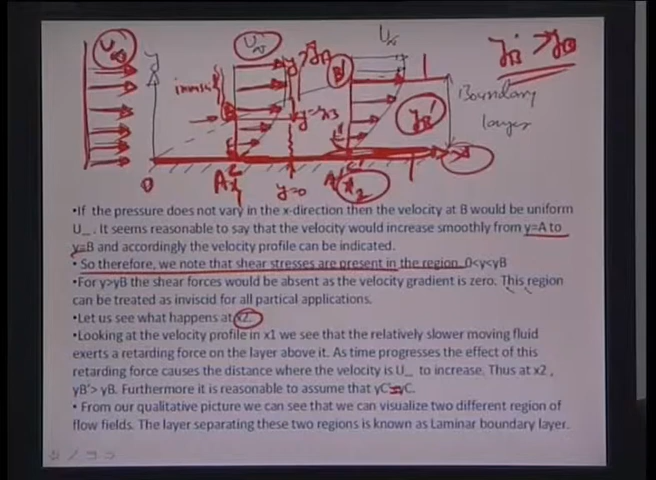 U∞
U∞
U∞
yB' > yB
y
y>yB
B'
B
invisc
y=yB
yB'
Boundary
layer
C
C'
O
A
x1
y=0
A'
x2
x
•If the pressure does not vary in the x-direction then the velocity at B would be uniform
U∞ . It seems reasonable to say that the velocity would increase smoothly from y=A to
y=B and accordingly the velocity profile can be indicated.
•So therefore, we note that shear stresses are present in the region 0<y<yB
•For y>yB the shear forces would be absent as the velocity gradient is zero. This region
can be treated as inviscid for all partical applications.
•Let us see what happens at x2.
•Looking at the velocity profile in x1 we see that the relatively slower moving fluid
exerts a retarding force on the layer above it. As time progresses the effect of this
retarding force causes the distance where the velocity is U∞ to increase. Thus at x2 ,
yB'> yB. Furthermore it is reasonable to assume that yC'=yC.
• From our qualitative picture we can see that we can visualize two different region of
flow fields. The layer separating these two regions is known as Laminar boundary layer.